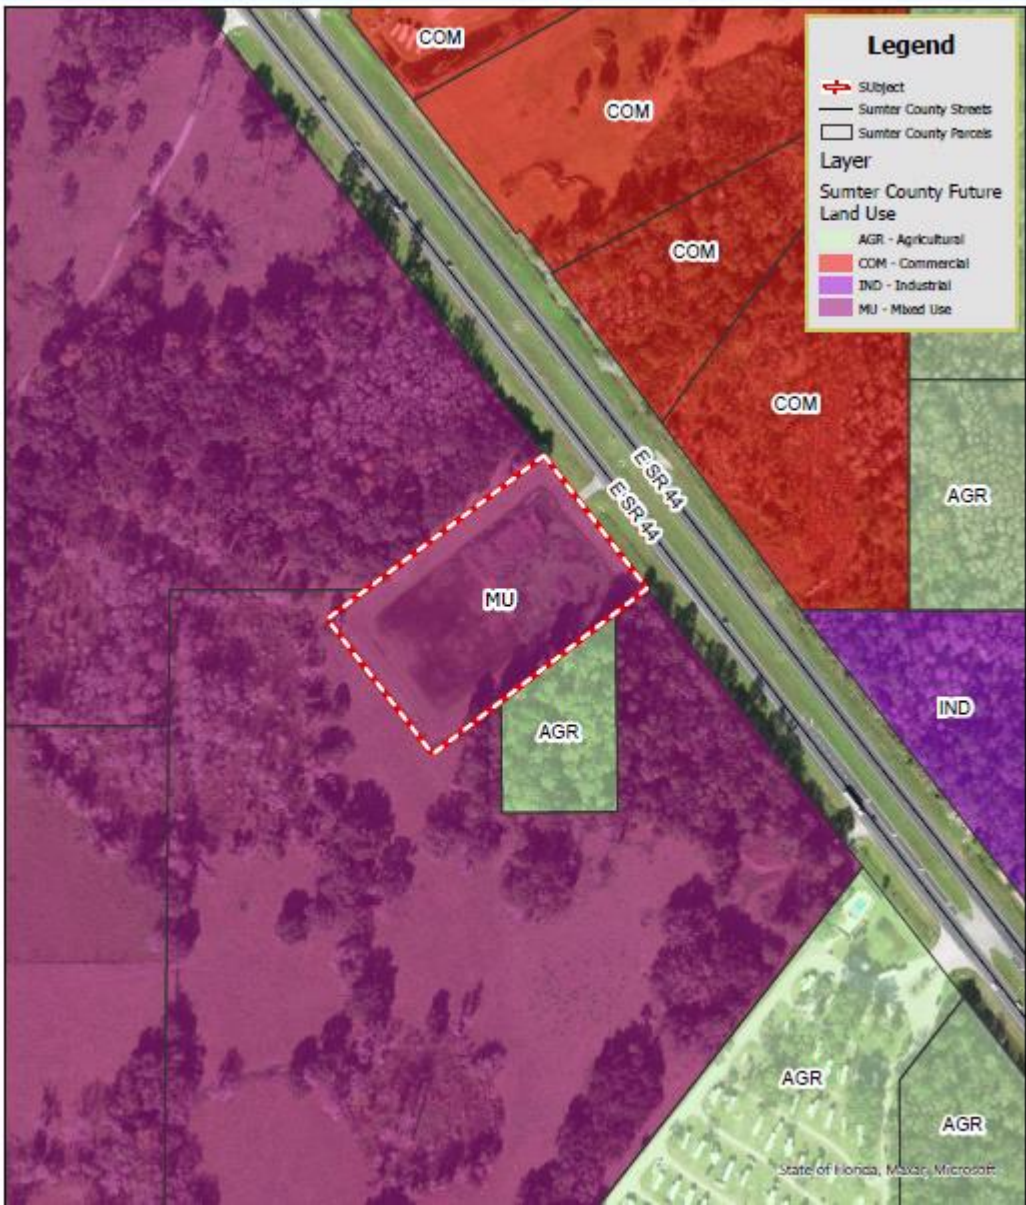 COM
COM
COM
COM
AGR
E SR 44
E SR 44
MU
AGR
IND
AGR
AGR
Legend
SUbject
Sumter County Streets
Sumter County Parcels
Layer
Sumter County Future
Land Use
AGR - Agricultural
COM - Commercial
IND - Industrial
MU - Mixed Use
State of Florida, Maxar, Microsoft